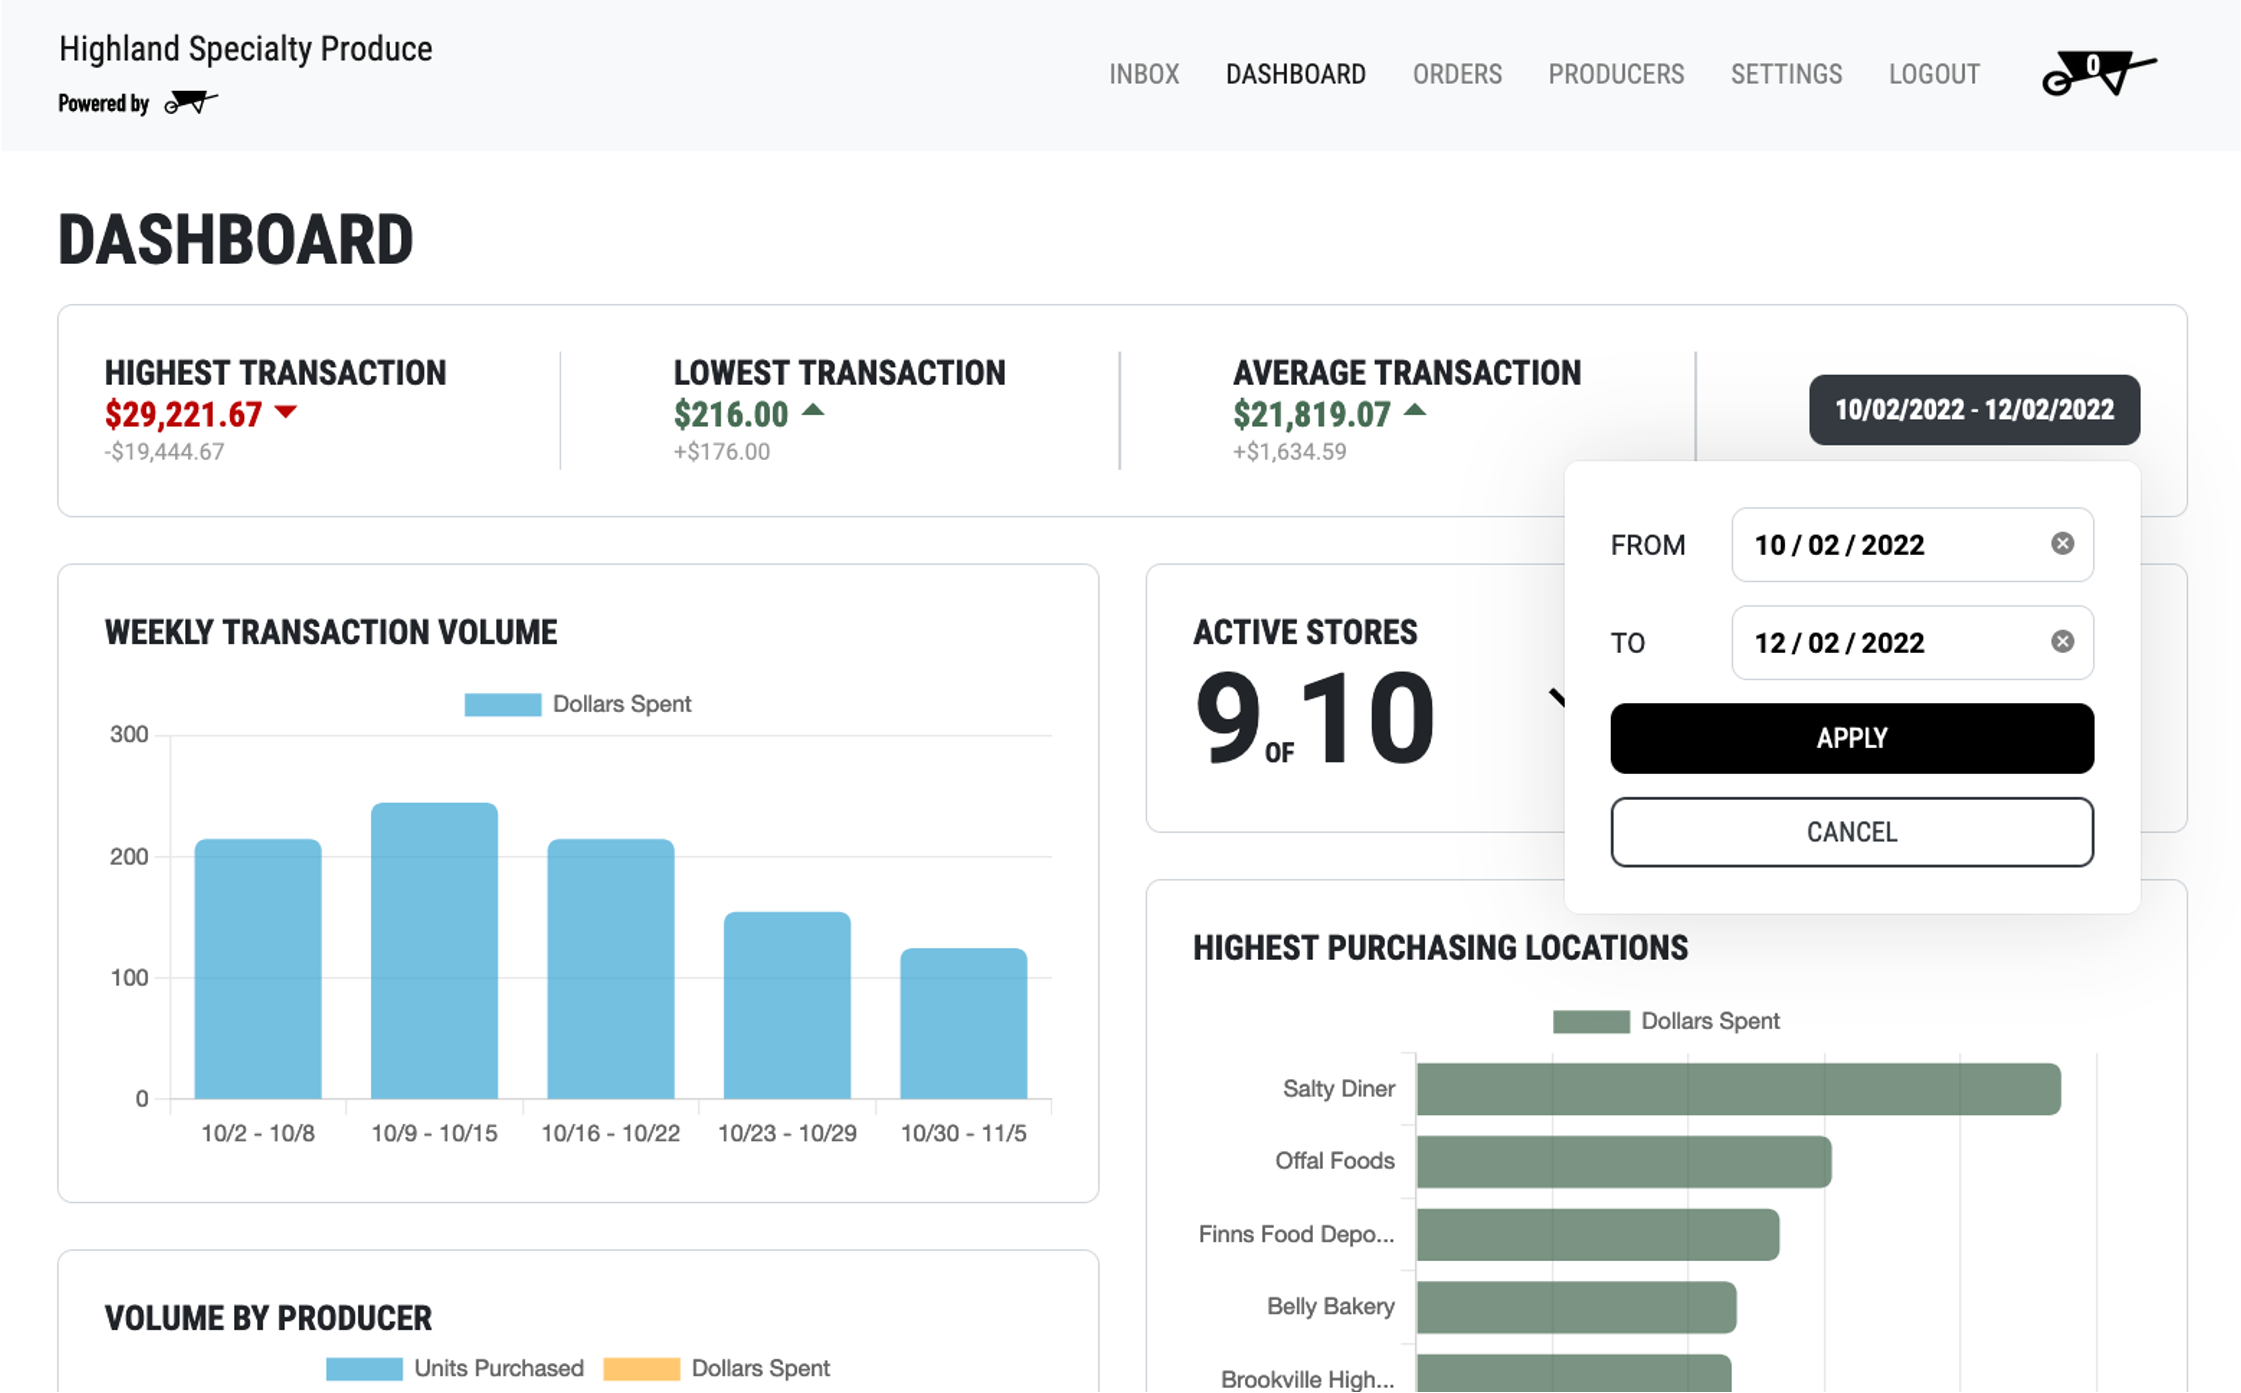 Highland Specialty Produce
Powered by
INBOX DASHBOARD ORDERS PRODUCERS SETTINGS LOGOUT 0
DASHBOARD
HIGHEST TRANSACTION
$29,221.67
-$19,444.67
LOWEST TRANSACTION
$216.00
+$176.00
AVERAGE TRANSACTION
$21,819.07
+$1,634.59
10/02/2022 - 12/02/2022
FROM 10 / 02 / 2022
TO 12 / 02 / 2022
APPLY
CANCEL
WEEKLY TRANSACTION VOLUME
Dollars Spent
300
200
100
0
10/2 - 10/8 10/9 - 10/15 10/16 - 10/22 10/23 - 10/29 10/30 - 11/5
ACTIVE STORES
9 OF 10
HIGHEST PURCHASING LOCATIONS
Dollars Spent
Salty Diner
Offal Foods
Finns Food Depo...
Belly Bakery
Brookville High...
VOLUME BY PRODUCER
Units Purchased Dollars Spent